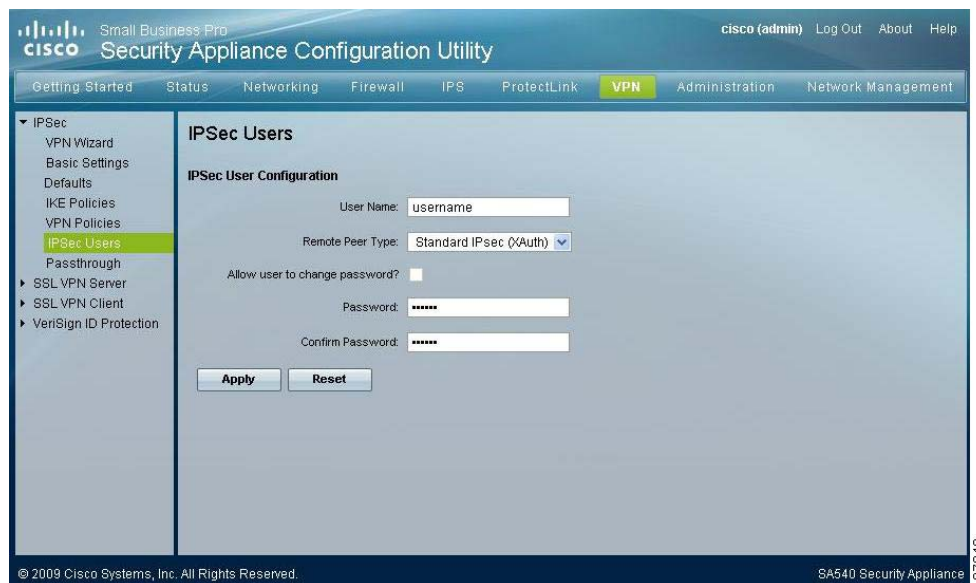 Small Business Pro
CISCO Security Appliance Configuration Utility
cisco (admin) Log Out About Help
Getting Started Status Networking Firewall IPS ProtectLink VPN Administration Network Management
IPSec
VPN Wizard
Basic Settings
Defaults
IKE Policies
VPN Policies
IPSec Users
Passthrough
SSL VPN Server
SSL VPN Client
VeriSign ID Protection
IPSec Users
IPSec User Configuration
User Name: username
Remote Peer Type: Standard IPsec (XAuth)
Allow user to change password?
Password: ••••••
Confirm Password: ••••••
Apply Reset
© 2009 Cisco Systems, Inc. All Rights Reserved.
SA540 Security Appliance